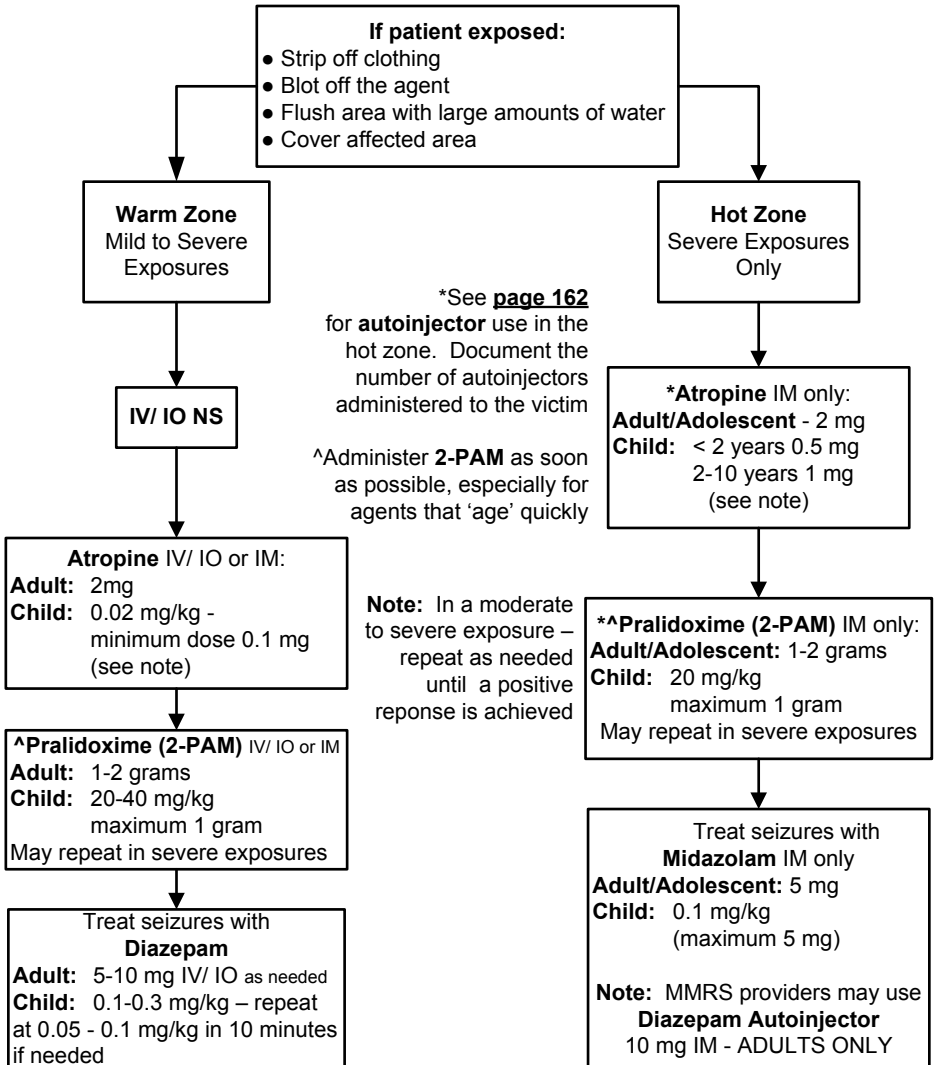 If patient exposed:
● Strip off clothing
● Blot off the agent
● Flush area with large amounts of water
● Cover affected area
Warm Zone
Mild to Severe
Exposures
IV/ IO NS
Atropine IV/ IO or IM:
Adult: 2mg
Child: 0.02 mg/kg -
minimum dose 0.1 mg
(see note)
^Pralidoxime (2-PAM) IV/ IO or IM
Adult: 1-2 grams
Child: 20-40 mg/kg
maximum 1 gram
May repeat in severe exposures
Treat seizures with
Diazepam
Adult: 5-10 mg IV/ IO as needed
Child: 0.1-0.3 mg/kg – repeat
at 0.05 - 0.1 mg/kg in 10 minutes
if needed
*See page 162
for autoinjector use in the
hot zone. Document the
number of autoinjectors
administered to the victim
^Administer 2-PAM as soon
as possible, especially for
agents that ‘age’ quickly
Note: In a moderate
to severe exposure –
repeat as needed
until a positive
reponse is achieved
Hot Zone
Severe Exposures
Only
*Atropine IM only:
Adult/Adolescent - 2 mg
Child: < 2 years 0.5 mg
2-10 years 1 mg
(see note)
*^Pralidoxime (2-PAM) IM only:
Adult/Adolescent: 1-2 grams
Child: 20 mg/kg
maximum 1 gram
May repeat in severe exposures
Treat seizures with
Midazolam IM only
Adult/Adolescent: 5 mg
Child: 0.1 mg/kg
(maximum 5 mg)
Note: MMRS providers may use
Diazepam Autoinjector
10 mg IM - ADULTS ONLY